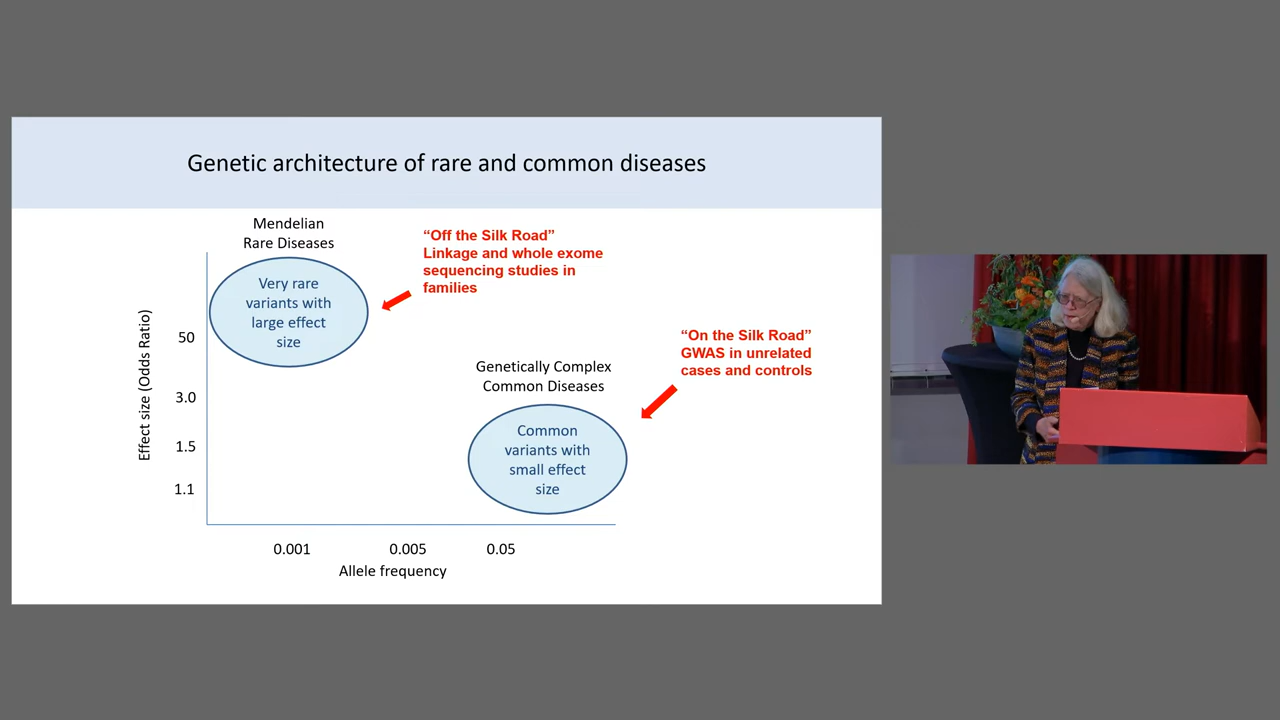 Genetic architecture of rare and common diseases
Mendelian
Rare Diseases
Very rare
variants with
large effect
size
“Off the Silk Road”
Linkage and whole exome
sequencing studies in
families
“On the Silk Road”
GWAS in unrelated
cases and controls
Genetically Complex
Common Diseases
Common
variants with
small effect
size
Effect size (Odds Ratio)
50
3.0
1.5
1.1
0.001
0.005
0.05
Allele frequency